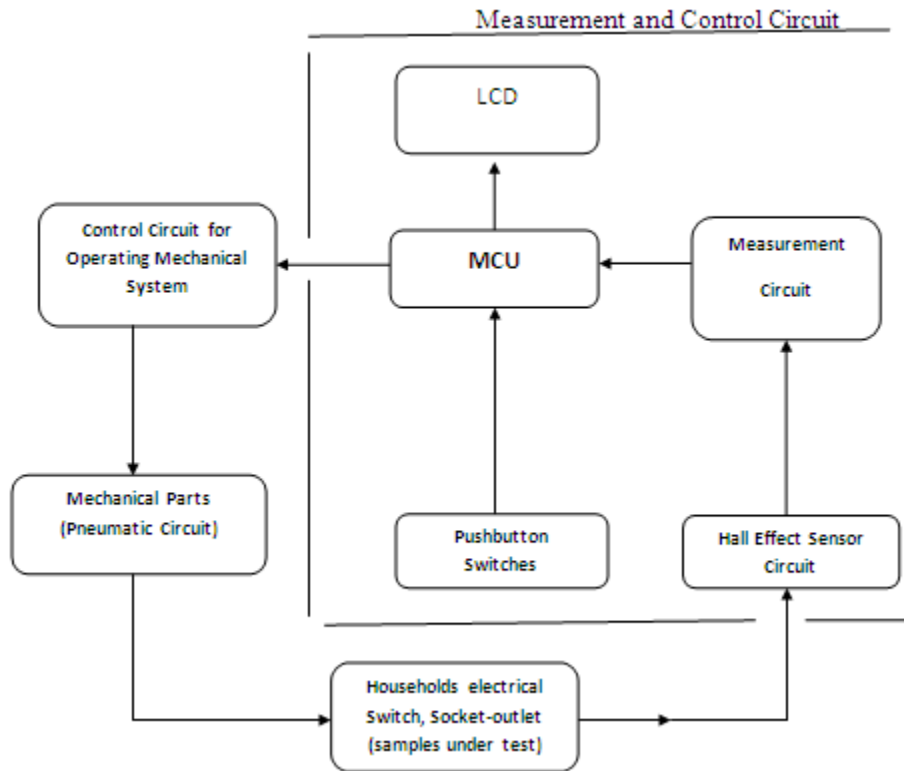 Measurement and Control Circuit
LCD
Control Circuit for
Operating Mechanical
System
MCU
Measurement
Circuit
Mechanical Parts
(Pneumatic Circuit)
Pushbutton
Switches
Hall Effect Sensor
Circuit
Households electrical
Switch, Socket-outlet
(samples under test)